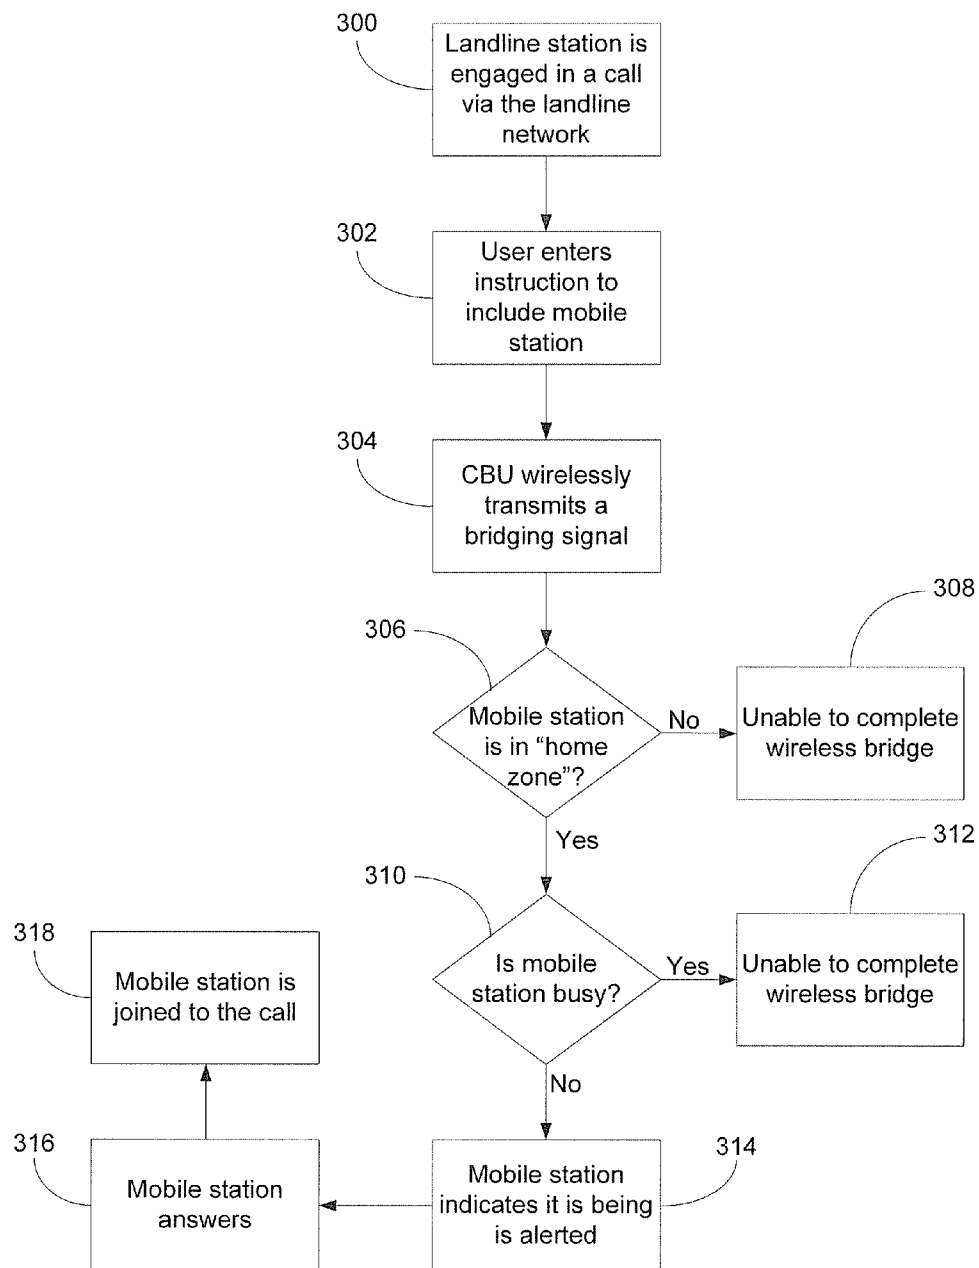 300
Landline station is
engaged in a call
via the landline
network
302
User enters
instruction to
include mobile
station
304
CBU wirelessly
transmits a
bridging signal
306
308
Mobile station
is in “home
zone”?
No
Unable to complete
wireless bridge
Yes
310
312
Is mobile
station busy?
Yes
Unable to complete
wireless bridge
No
318
Mobile station is
joined to the call
316
Mobile station
answers
314
Mobile station
indicates it is being
is alerted